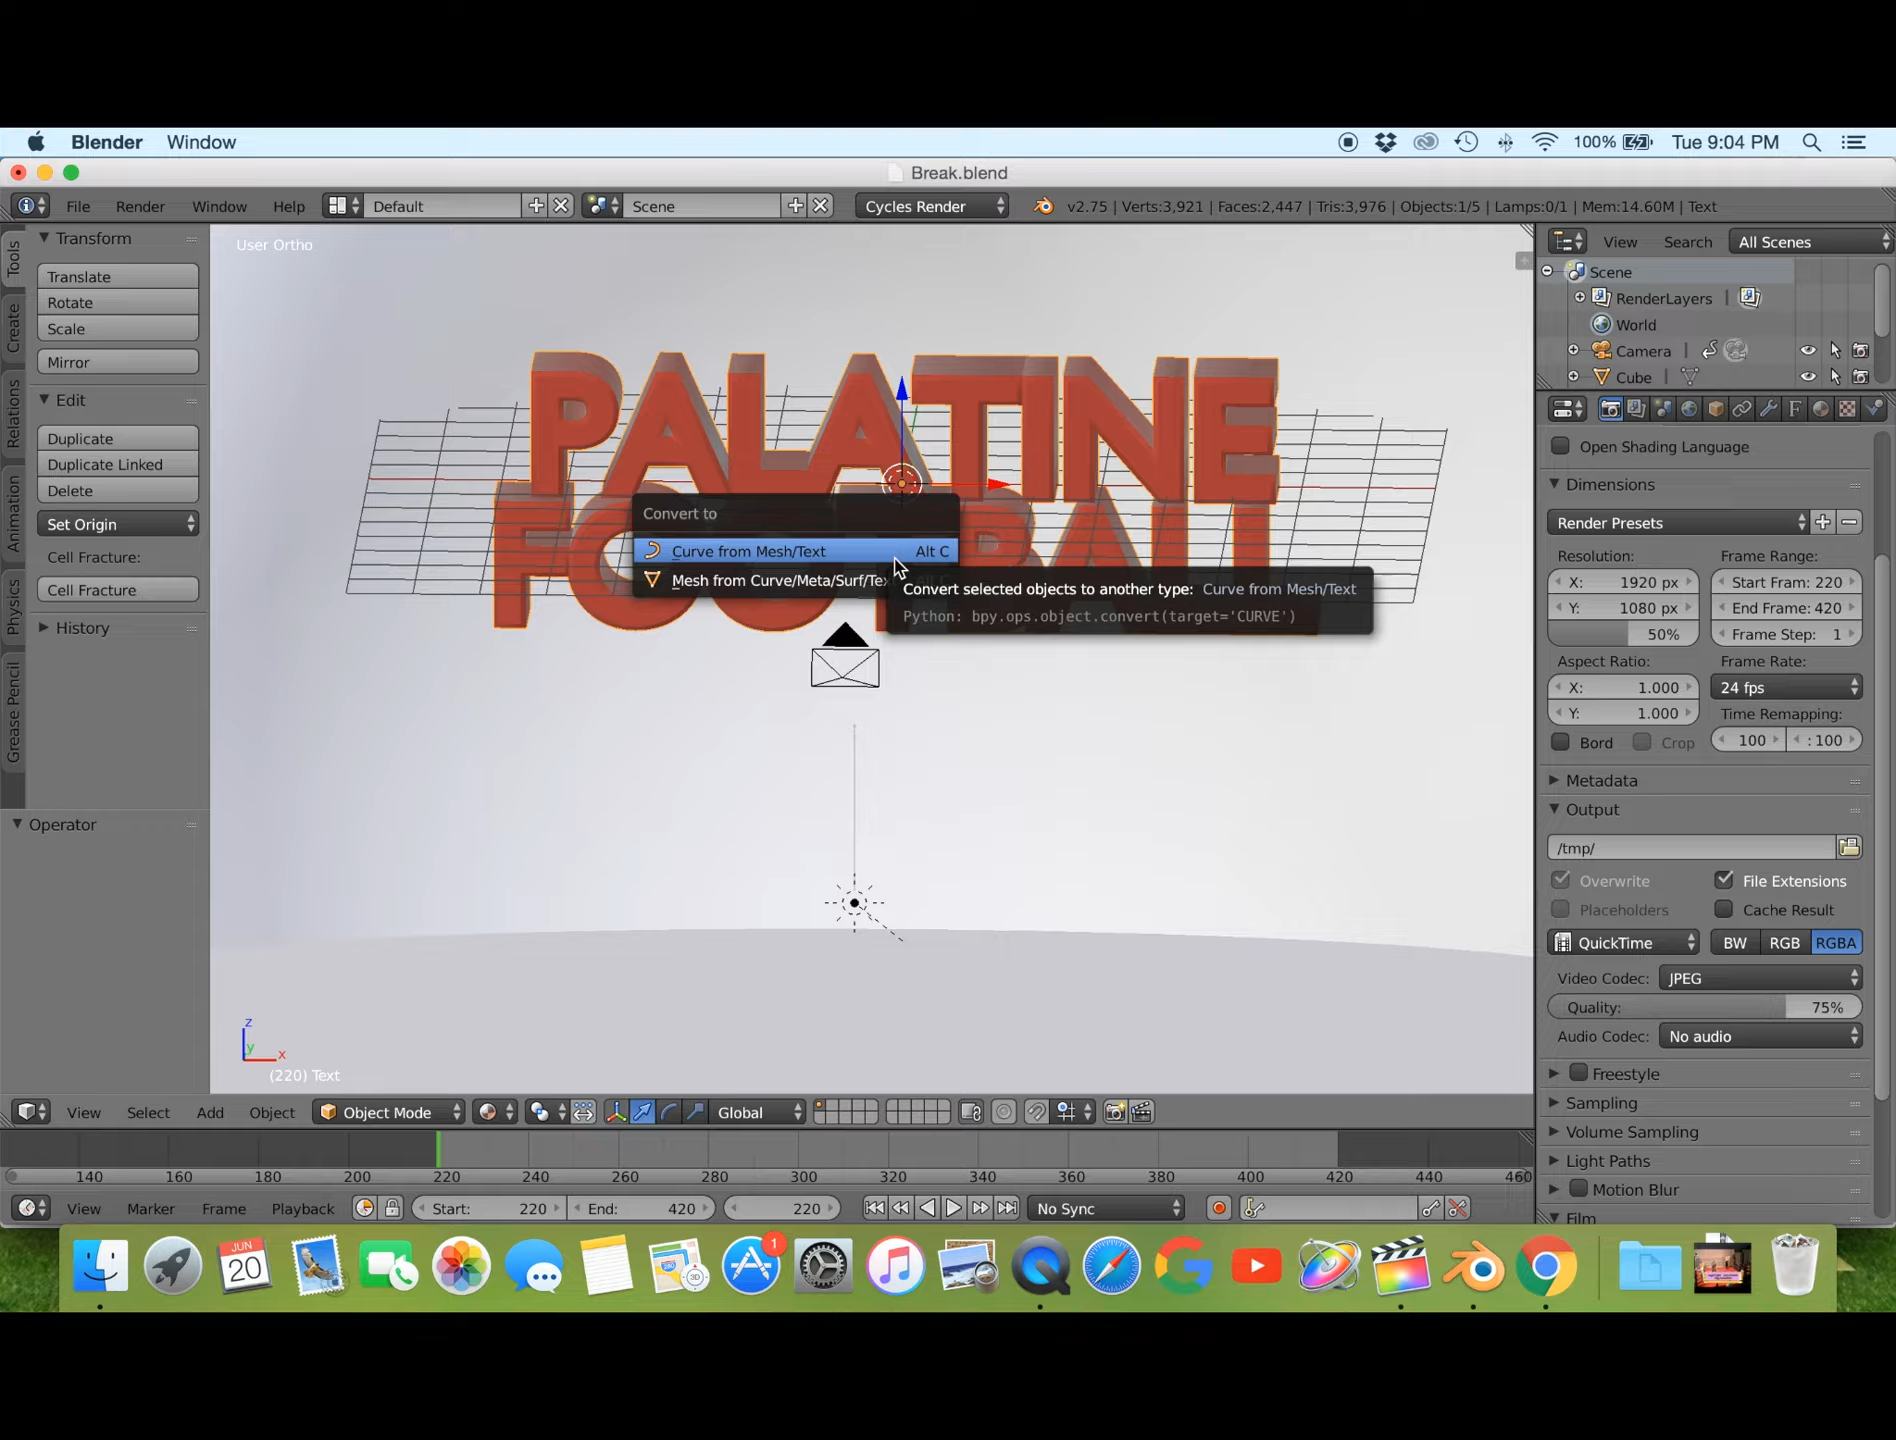 Blender Window 100% Tue 9:04 PM
Break.blend
File Render Window Help Default Scene Cycles Render v2.75 | Verts:3,921 | Faces:2,447 | Tris:3,976 | Objects:1/5 | Lamps:0/1 | Mem:14.60M | Text
Tools
Create
Relations
Animation
Physics
Grease Pencil
Transform
Translate
Rotate
Scale
Mirror
Edit
Duplicate
Duplicate Linked
Delete
Set Origin
Cell Fracture:
Cell Fracture
History
Operator
User Ortho
PALATINE
FOOTBALL
Convert to
Curve from Mesh/Text Alt C
Mesh from Curve/Meta/Surf/Te
Convert selected objects to another type: Curve from Mesh/Text
Python: bpy.ops.object.convert(target='CURVE')
z
y
x
(220) Text
View Search All Scenes
Scene
RenderLayers
World
Camera
Cube
Open Shading Language
Dimensions
Render Presets
Resolution: Frame Range:
X: 1920 px Start Fram: 220
Y: 1080 px End Frame: 420
50% Frame Step: 1
Aspect Ratio: Frame Rate:
X: 1.000 24 fps
Y: 1.000 Time Remapping:
Bord Crop 100 : 100
Metadata
Output
/tmp/
Overwrite File Extensions
Placeholders Cache Result
QuickTime BW RGB RGBA
Video Codec: JPEG
Quality: 75%
Audio Codec: No audio
Freestyle
Sampling
Volume Sampling
Light Paths
Motion Blur
Film
View Select Add Object Object Mode Global
140 160 180 200 220 240 260 280 300 320 340 360 380 400 420 440 460
View Marker Frame Playback Start: 220 End: 420 220 No Sync
JUN
20
280
3D
1